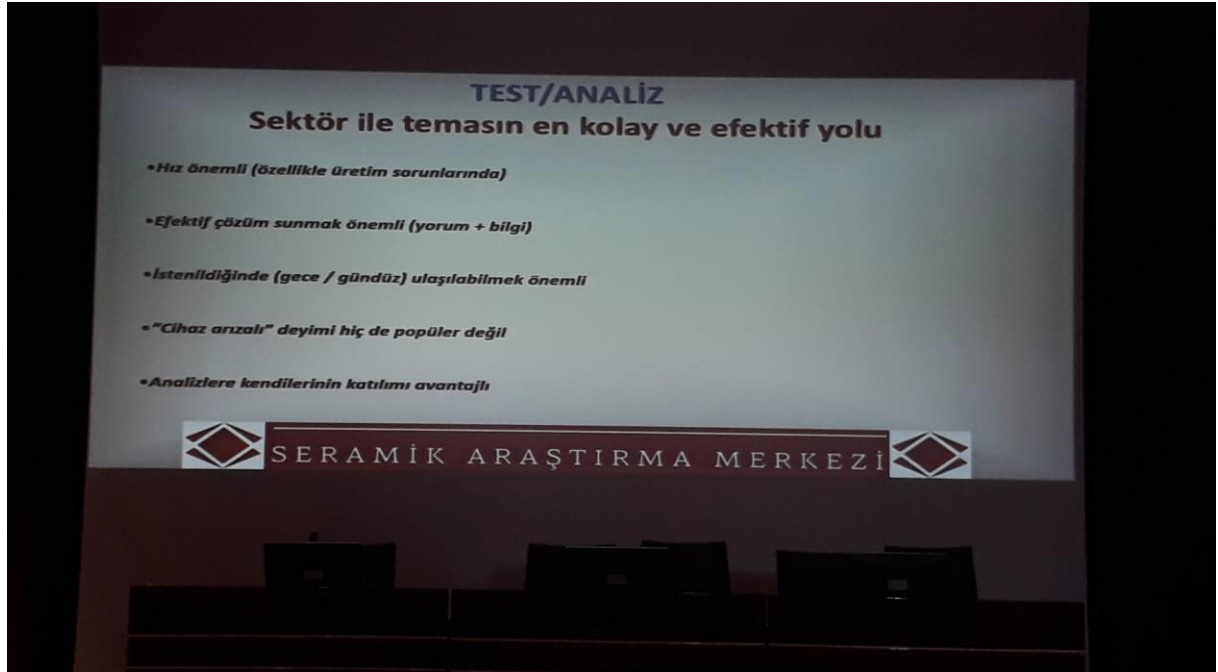 TEST/ANALİZ
Sektör ile temasın en kolay ve efektif yolu
•Hız önemli (özellikle üretim sorunlarında)
•Efektif çözüm sunmak önemli (yorum + bilgi)
•İstenildiğinde (gece / gündüz) ulaşılabilmek önemli
•"Cihaz arızalı" deyimi hiç de popüler değil
•Analizlere kendilerinin katılımı avantajlı
SERAMİK ARAŞTIRMA MERKEZİ